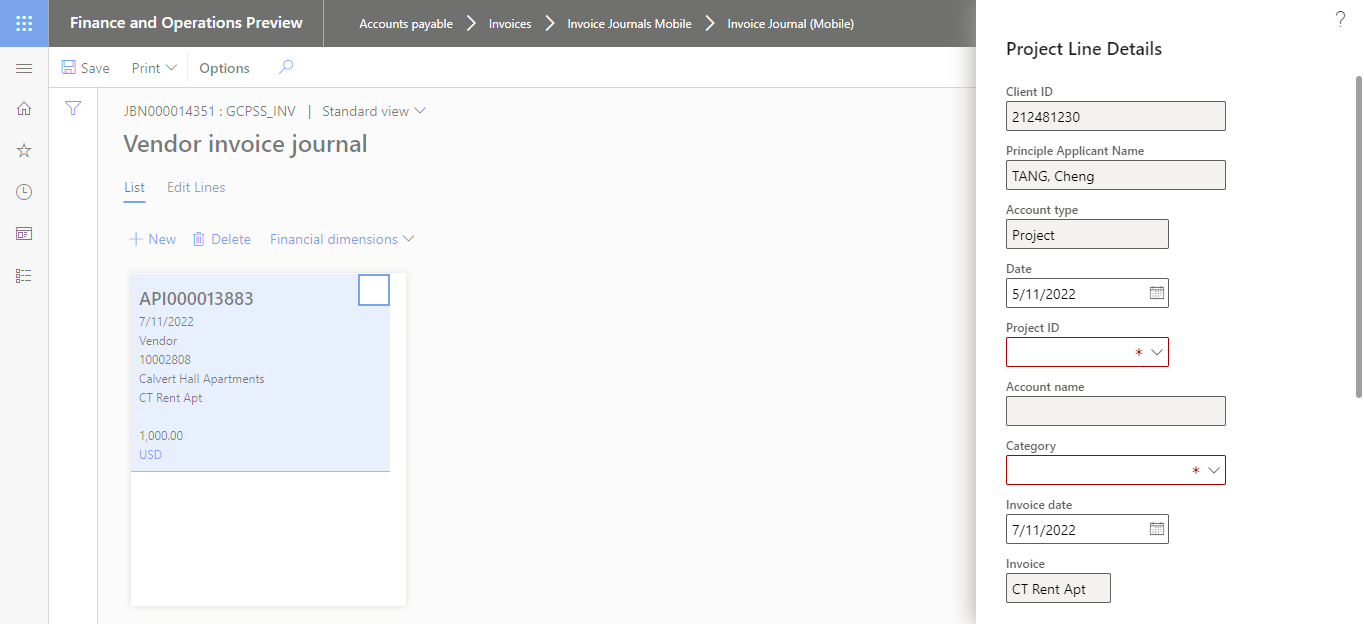 Finance and Operations Preview
Accounts payable
Invoices
Invoice Journals Mobile
Invoice Journal (Mobile)
?
Save
Print
Options
JBN000014351 : GCPSS_INV | Standard view
Vendor invoice journal
List
Edit Lines
New
Delete
Financial dimensions
API000013883
7/11/2022
Vendor
10002808
Calvert Hall Apartments
CT Rent Apt
1,000.00
USD
Project Line Details
Client ID
212481230
Principle Applicant Name
TANG, Cheng
Account type
Project
Date
5/11/2022
Project ID
*
Account name
Category
*
Invoice date
7/11/2022
Invoice
CT Rent Apt